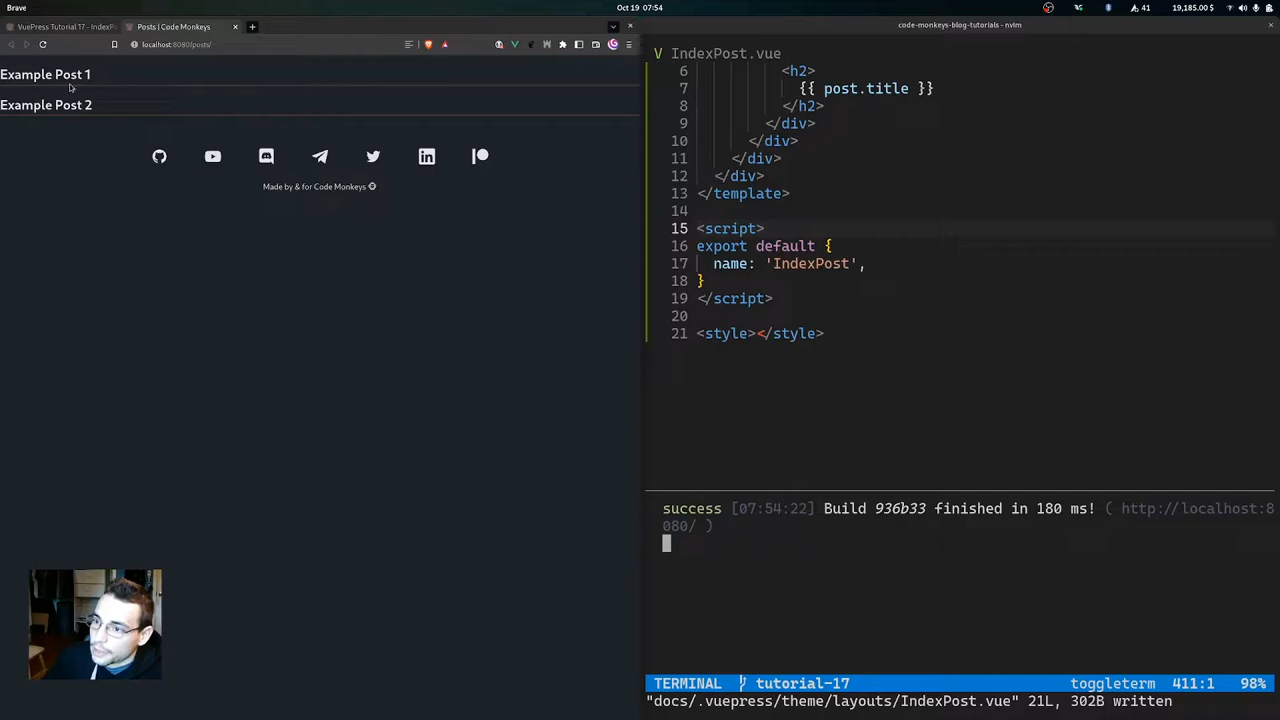 Brave
Oct 19 07:54
41
19,185.00 $
VuePress Tutorial 17 - IndexP
Posts | Code Monkeys
localhost:8080/posts/
Example Post 1
Example Post 2
Made by & for Code Monkeys
code-monkeys-blog-tutorials - nvim
V IndexPost.vue
6 <h2>
7 {{ post.title }}
8 </h2>
9 </div>
10 </div>
11 </div>
12 </div>
13 </template>
14
15 <script>
16 export default {
17 name: 'IndexPost',
18 }
19 </script>
20
21 <style></style>
success [07:54:22] Build 936b33 finished in 180 ms! ( http://localhost:8
080/ )
TERMINAL tutorial-17 toggleterm 411:1 98%
"docs/.vuepress/theme/layouts/IndexPost.vue" 21L, 302B written